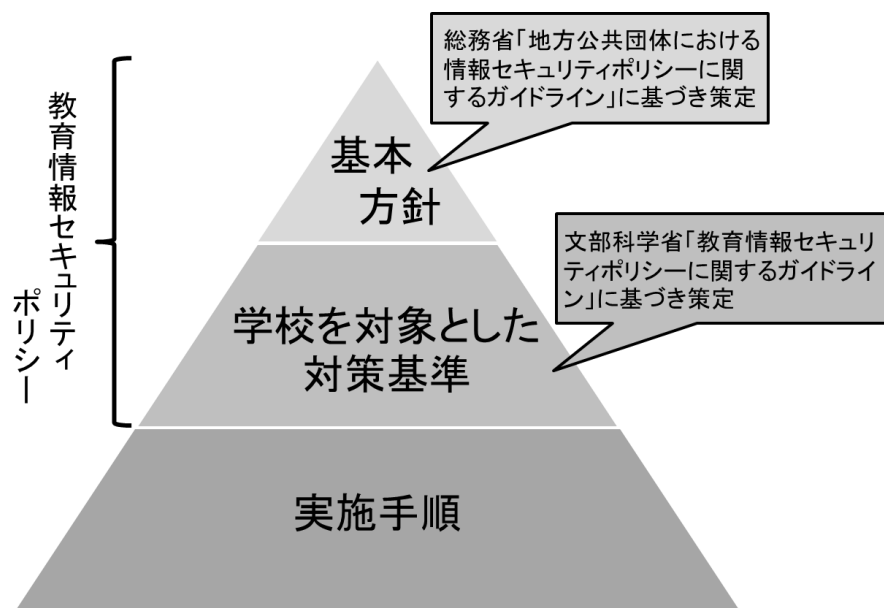 総務省「地方公共団体における
情報セキュリティポリシーに関
するガイドライン」に基づき策定
教育情報セキュリティ
ポリシー
基本
方針
文部科学省「教育情報セキュリ
ティポリシーに関するガイドライ
ン」に基づき策定
学校を対象とした
対策基準
実施手順